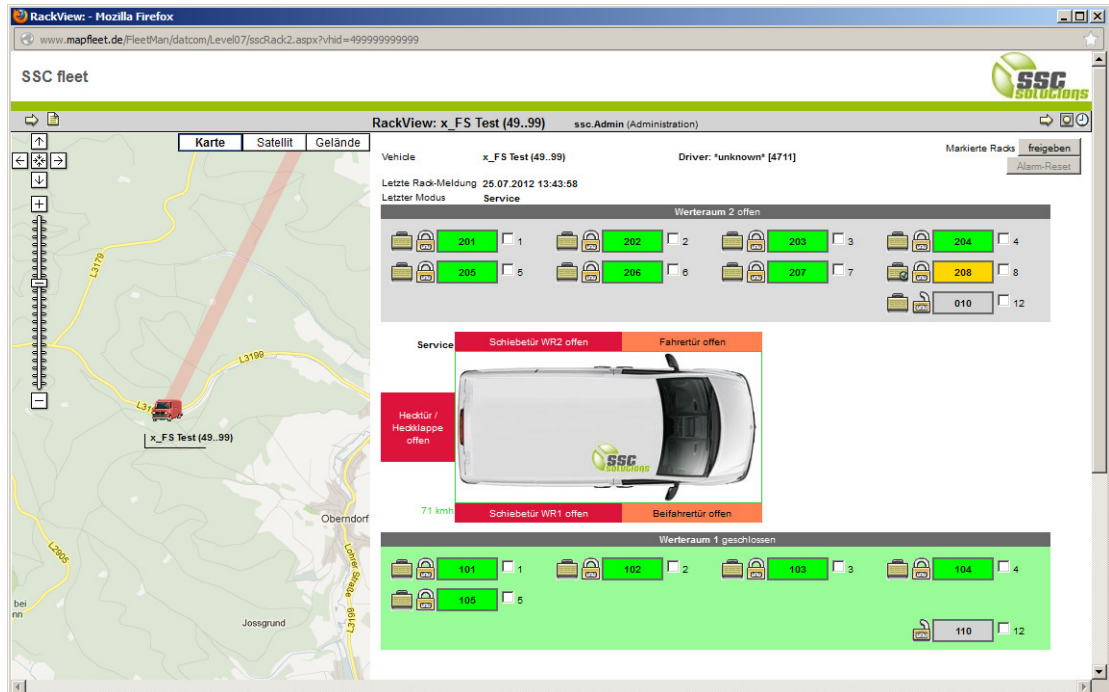 RackView: - Mozilla Firefox
www.mapfleet.de/FleetMan/datcom/Level07/sscRack2.aspx?vhid=499999999999
SSC fleet
SSC
SOLUCIONS
RackView: x_FS Test (49..99) ssc.Admin (Administration)
Karte Satellit Gelände
L3179
L3199
x_FS Test (49..99)
Oberndorf
L2905
Lohrer Straße
L3199
bei
Jossgrund
Vehicle x_FS Test (49..99) Driver: *unknown* [4711]
Markierte Racks freigeben
Alarm-Reset
Letzte Rack-Meldung 25.07.2012 13:43:58
Letzter Modus Service
Werteraum 2 offen
201 1 202 2 203 3 204 4
205 5 206 6 207 7 208 8
010 12
Service Schiebetür WR2 offen Fahrertür offen
Hecktür /
Heckklappe
offen
SSC
SOLUCIONS
71 kmh Schiebetür WR1 offen Beifahrertür offen
Werteraum 1 geschlossen
101 1 102 2 103 3 104 4
105 5
110 12